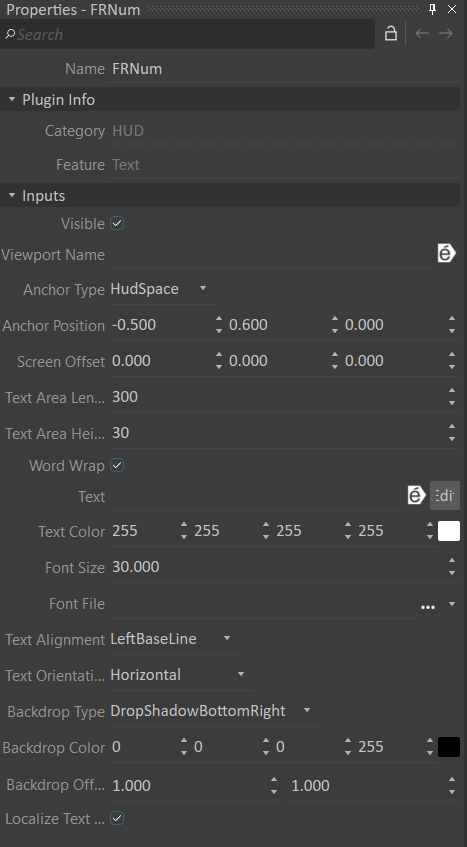 Properties - FRNum
Search
Name FRNum
Plugin Info
Category HUD
Feature Text
Inputs
Visible
Viewport Name é
Anchor Type HudSpace
Anchor Position -0.500 0.600 0.000
Screen Offset 0.000 0.000 0.000
Text Area Len... 300
Text Area Hei... 30
Word Wrap
Text é Edit
Text Color 255 255 255 255
Font Size 30.000
Font File ...
Text Alignment LeftBaseLine
Text Orientati... Horizontal
Backdrop Type DropShadowBottomRight
Backdrop Color 0 0 0 255
Backdrop Off... 1.000 1.000
Localize Text ...